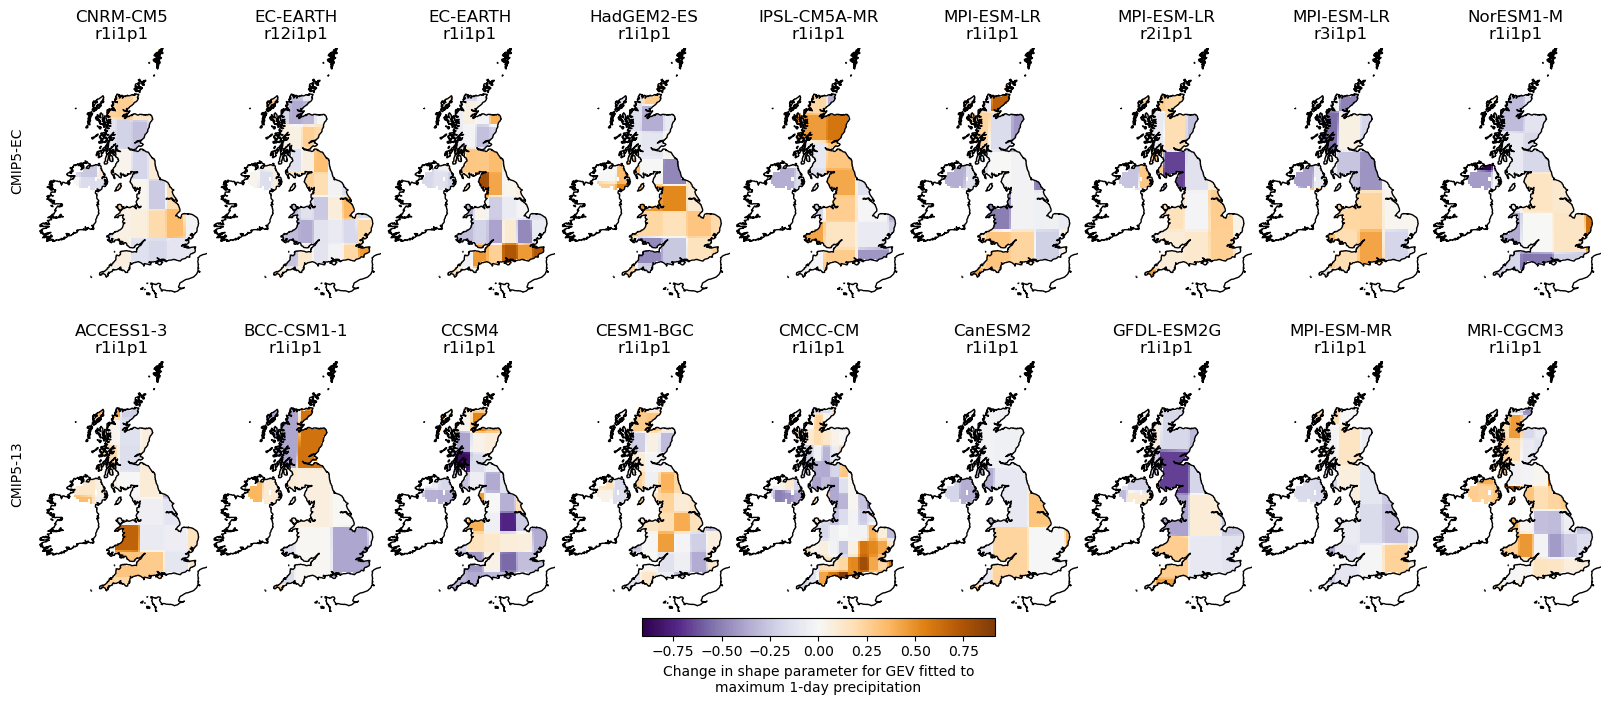 CNRM-CM5 EC-EARTH EC-EARTH HadGEM2-ES IPSL-CM5A-MR MPI-ESM-LR MPI-ESM-LR MPI-ESM-LR NorESM1-M
r1i1p1 r12i1p1 r1i1p1 r1i1p1 r1i1p1 r1i1p1 r2i1p1 r3i1p1 r1i1p1
CMIP5-EC
ACCESS1-3 BCC-CSM1-1 CCSM4 CESM1-BGC CMCC-CM CanESM2 GFDL-ESM2G MPI-ESM-MR MRI-CGCM3
r1i1p1 r1i1p1 r1i1p1 r1i1p1 r1i1p1 r1i1p1 r1i1p1 r1i1p1 r1i1p1
CMIP5-13
−0.75 −0.50 −0.25 0.00 0.25 0.50 0.75
Change in shape parameter for GEV fitted to
maximum 1-day precipitation